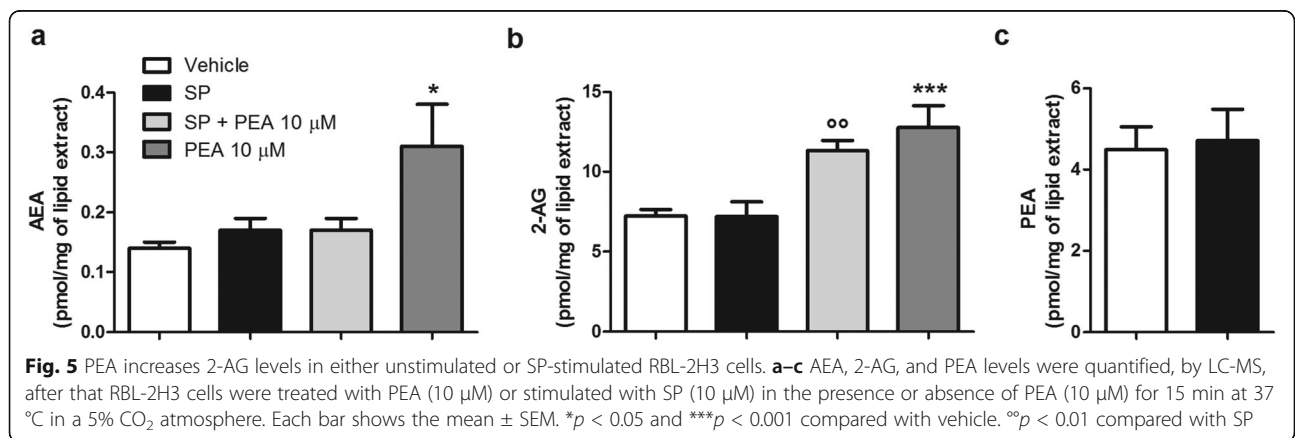 a
Vehicle
SP
SP + PEA 10 µM
PEA 10 µM
AEA
(pmol/mg of lipid extract)
0.4
0.3
0.2
0.1
0.0
*
b
2-AG
(pmol/mg of lipid extract)
15
10
5
0
°°
***
c
PEA
(pmol/mg of lipid extract)
6
4
2
0
Fig. 5 PEA increases 2-AG levels in either unstimulated or SP-stimulated RBL-2H3 cells. a–c AEA, 2-AG, and PEA levels were quantified, by LC-MS,
after that RBL-2H3 cells were treated with PEA (10 µM) or stimulated with SP (10 µM) in the presence or absence of PEA (10 µM) for 15 min at 37
°C in a 5% CO₂ atmosphere. Each bar shows the mean ± SEM. *p < 0.05 and ***p < 0.001 compared with vehicle. °°p < 0.01 compared with SP